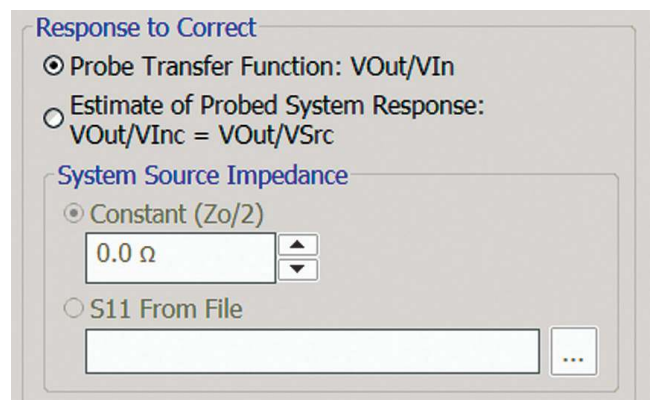 Response to Correct
Probe Transfer Function: VOut/VIn
Estimate of Probed System Response:
VOut/VInc = VOut/VSrc
System Source Impedance
Constant (Zo/2)
0.0 Ω
S11 From File
...